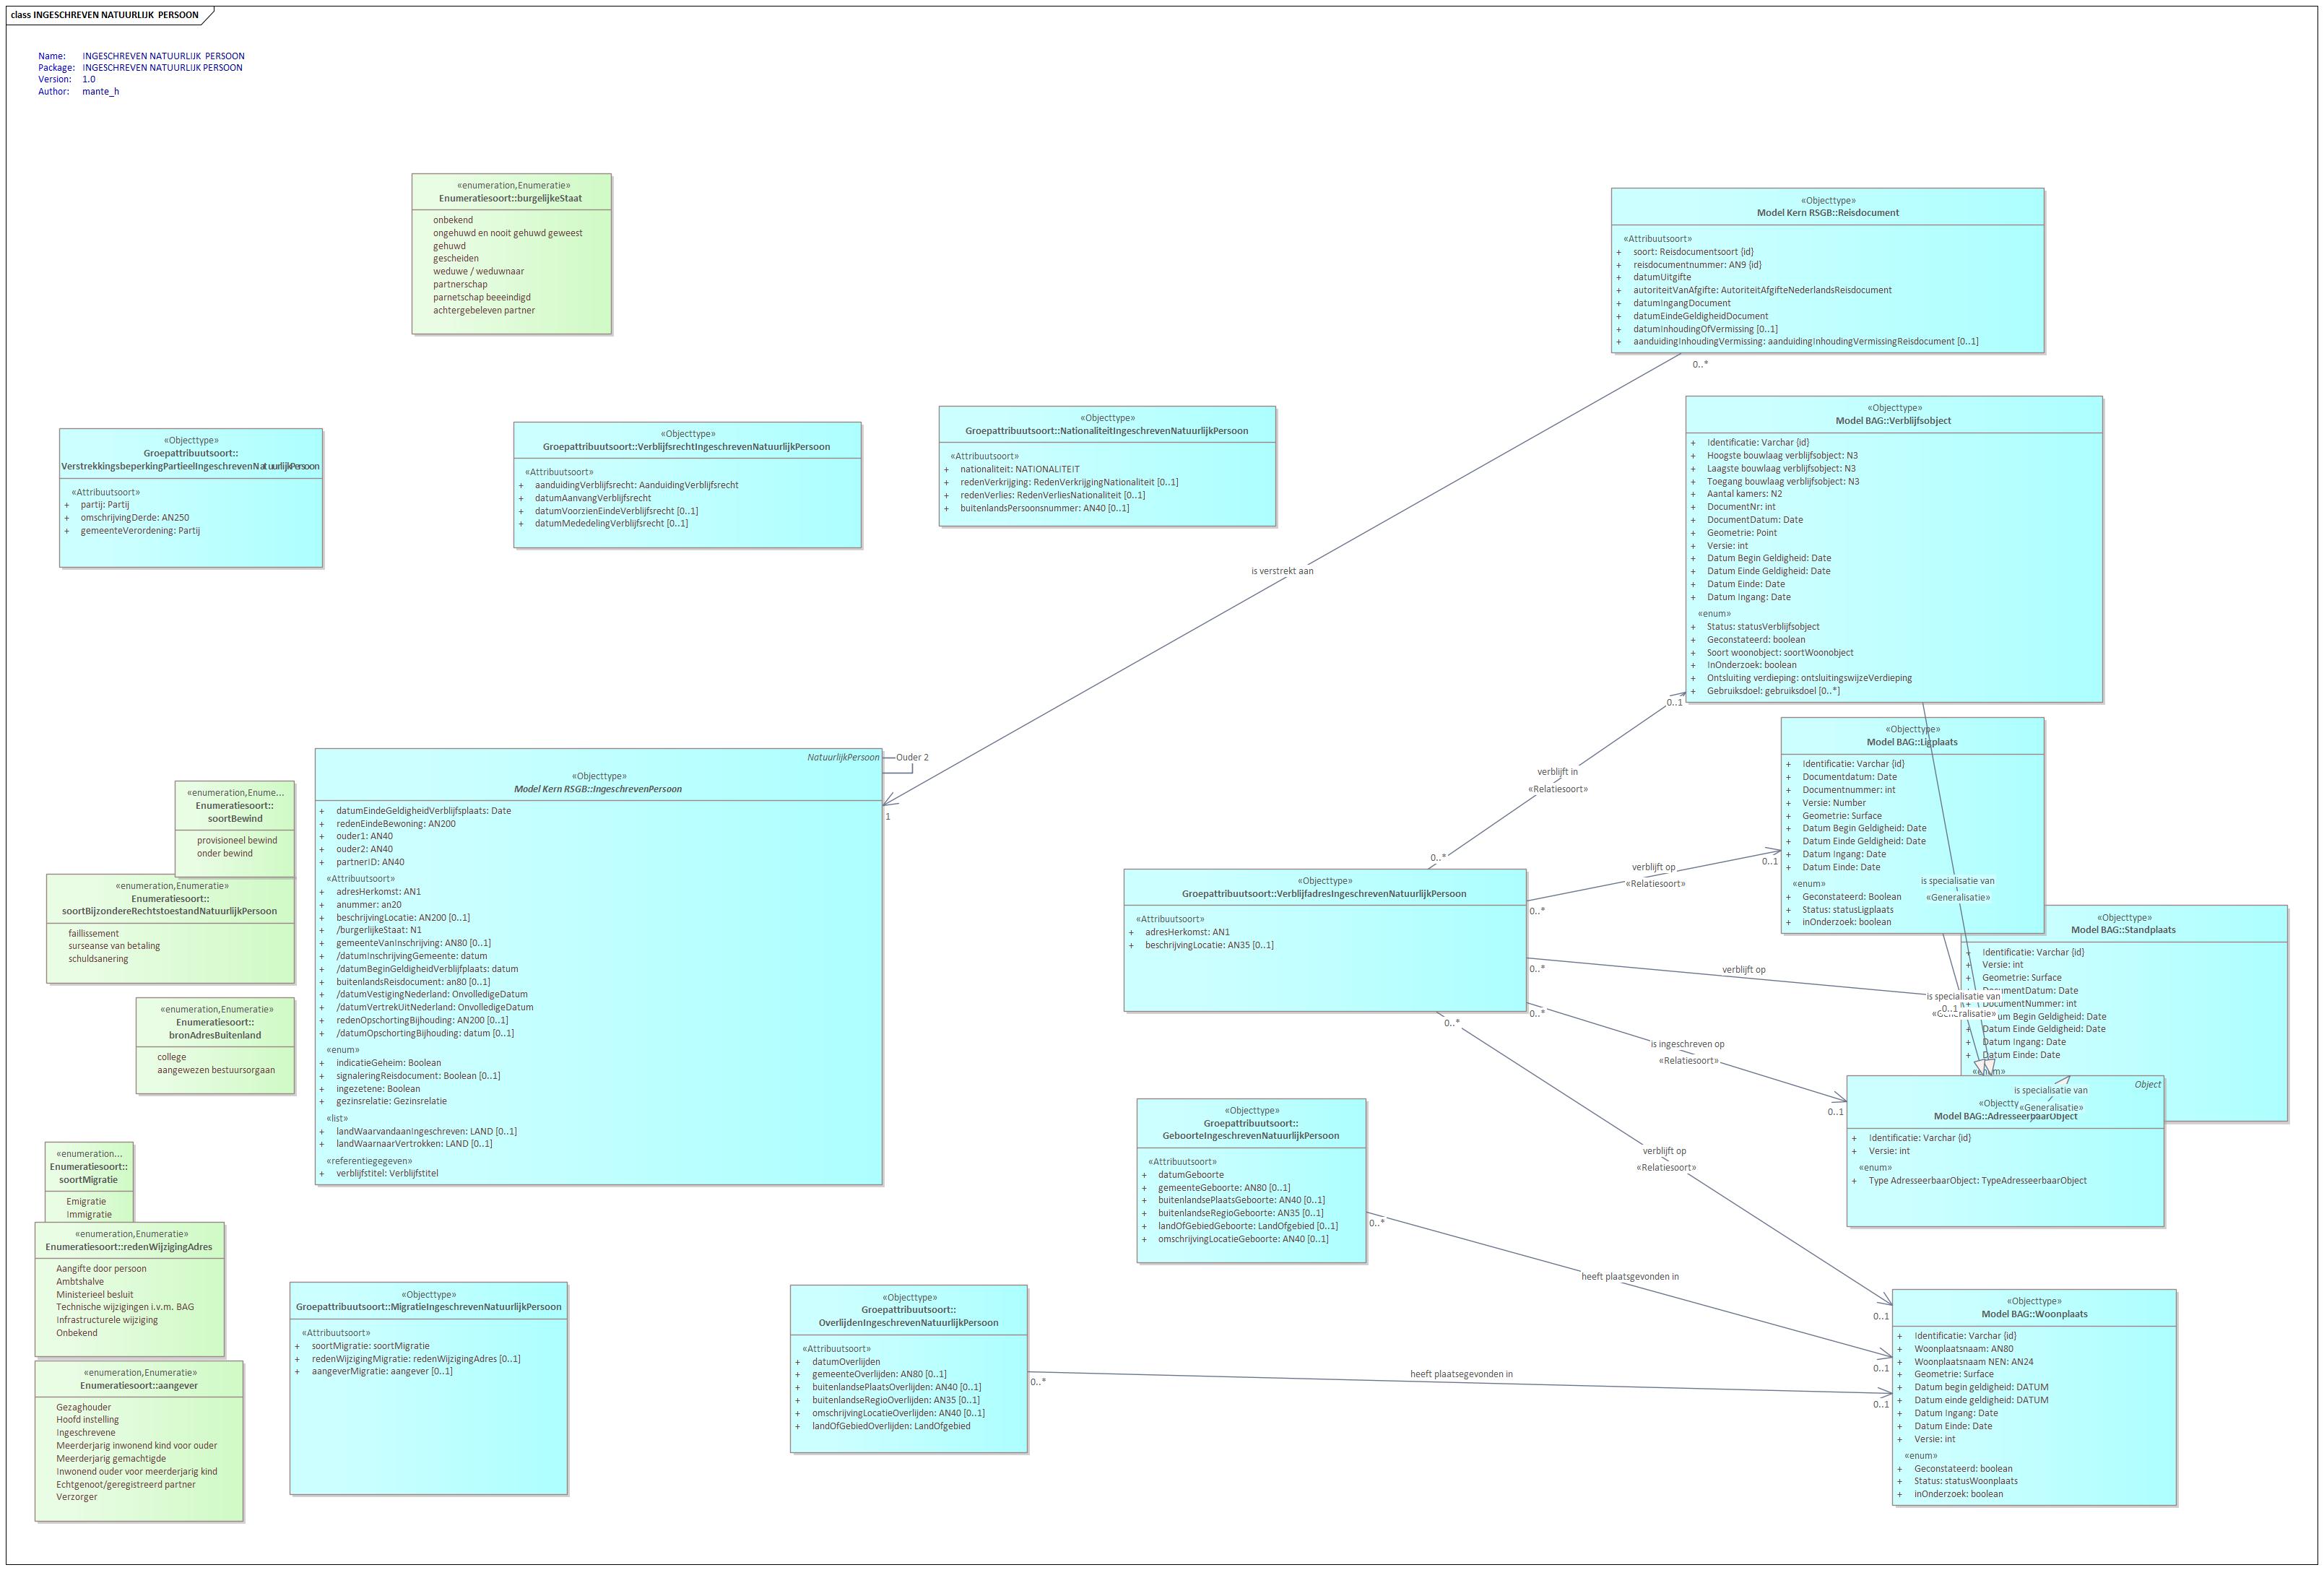 class INGESCHREVEN NATUURLIJK  PERSOON
Name: INGESCHREVEN NATUURLIJK  PERSOON
Package: INGESCHREVEN NATUURLIJK PERSOON
Version: 1.0
Author: mante_h
«enumeration,Enumeratie»
Enumeratiesoort::burgelijkeStaat
onbekend
ongehuwd en nooit gehuwd geweest
gehuwd
gescheiden
weduwe / weduwnaar
partnerschap
parnetschap beeeindigd
achtergebeleven partner
«Objecttype»
Model Kern RSGB::Reisdocument
«Attribuutsoort»
+ soort: Reisdocumentsoort {id}
+ reisdocumentnummer: AN9 {id}
+ datumUitgifte
+ autoriteitVanAfgifte: AutoriteitAfgifteNederlandsReisdocument
+ datumIngangDocument
+ datumEindeGeldigheidDocument
+ datumInhoudingOfVermissing [0..1]
+ aanduidingInhoudingVermissing: aanduidingInhoudingVermissingReisdocument [0..1]
0..*
is verstrekt aan
1
«Objecttype»
Groepattribuutsoort::
VerstrekkingsbeperkingPartieelIngeschrevenNatuurlijkPersoon
«Attribuutsoort»
+ partij: Partij
+ omschrijvingDerde: AN250
+ gemeenteVerordening: Partij
«Objecttype»
Groepattribuutsoort::VerblijfsrechtIngeschrevenNatuurlijkPersoon
«Attribuutsoort»
+ aanduidingVerblijfsrecht: AanduidingVerblijfsrecht
+ datumAanvangVerblijfsrecht
+ datumVoorzienEindeVerblijfsrecht [0..1]
+ datumMededelingVerblijfsrecht [0..1]
«Objecttype»
Groepattribuutsoort::NationaliteitIngeschrevenNatuurlijkPersoon
«Attribuutsoort»
+ nationaliteit: NATIONALITEIT
+ redenVerkrijging: RedenVerkrijgingNationaliteit [0..1]
+ redenVerlies: RedenVerliesNationaliteit [0..1]
+ buitenlandsPersoonsnummer: AN40 [0..1]
«Objecttype»
Model BAG::Verblijfsobject
+ Identificatie: Varchar {id}
+ Hoogste bouwlaag verblijfsobject: N3
+ Laagste bouwlaag verblijfsobject: N3
+ Toegang bouwlaag verblijfsobject: N3
+ Aantal kamers: N2
+ DocumentNr: int
+ DocumentDatum: Date
+ Geometrie: Point
+ Versie: int
+ Datum Begin Geldigheid: Date
+ Datum Einde Geldigheid: Date
+ Datum Einde: Date
+ Datum Ingang: Date
«enum»
+ Status: statusVerblijfsobject
+ Geconstateerd: boolean
+ Soort woonobject: soortWoonobject
+ InOnderzoek: boolean
+ Ontsluiting verdieping: ontsluitingswijzeVerdieping
+ Gebruiksdoel: gebruiksdoel [0..*]
«Objecttype»
Model BAG::Ligplaats
+ Identificatie: Varchar {id}
+ Documentdatum: Date
+ Documentnummer: int
+ Versie: Number
+ Geometrie: Surface
+ Datum Begin Geldigheid: Date
+ Datum Einde Geldigheid: Date
+ Datum Ingang: Date
+ Datum Einde: Date
«enum»
+ Geconstateerd: Boolean
+ Status: statusLigplaats
+ inOnderzoek: boolean
is specialisatie van
«Generalisatie»
«Objecttype»
Model BAG::Standplaats
+ Identificatie: Varchar {id}
+ Versie: int
+ Geometrie: Surface
DocumentDatum: Date
DocumentNummer: int
Datum Begin Geldigheid: Date
+ Datum Einde Geldigheid: Date
+ Datum Ingang: Date
+ Datum Einde: Date
«enum»
is specialisatie van
«Generalisatie»
0..1
Object
«Objecttype»
Model BAG::AdresseerbaarObject
+ Identificatie: Varchar {id}
+ Versie: int
«enum»
+ Type AdresseerbaarObject: TypeAdresseerbaarObject
is specialisatie van
«Generalisatie»
NatuurlijkPersoon
«Objecttype»
Model Kern RSGB::IngeschrevenPersoon
+ datumEindeGeldigheidVerblijfsplaats: Date
+ redenEindeBewoning: AN200
+ ouder1: AN40
+ ouder2: AN40
+ partnerID: AN40
«Attribuutsoort»
+ adresHerkomst: AN1
+ anummer: an20
+ beschrijvingLocatie: AN200 [0..1]
+ /burgerlijkeStaat: N1
+ gemeenteVanInschrijving: AN80 [0..1]
+ /datumInschrijvingGemeente: datum
+ /datumBeginGeldigheidVerblijfplaats: datum
+ buitenlandsReisdocument: an80 [0..1]
+ /datumVestigingNederland: OnvolledigeDatum
+ /datumVertrekUitNederland: OnvolledigeDatum
+ redenOpschortingBijhouding: AN200 [0..1]
+ /datumOpschortingBijhouding: datum [0..1]
«enum»
+ indicatieGeheim: Boolean
+ signaleringReisdocument: Boolean [0..1]
+ ingezetene: Boolean
+ gezinsrelatie: Gezinsrelatie
«list»
+ landWaarvandaanIngeschreven: LAND [0..1]
+ landWaarnaarVertrokken: LAND [0..1]
«referentiegegeven»
+ verblijfstitel: Verblijfstitel
Ouder 2
«enumeration,Enume...
Enumeratiesoort::
soortBewind
provisioneel bewind
onder bewind
«enumeration,Enumeratie»
Enumeratiesoort::
soortBijzondereRechtstoestandNatuurlijkPersoon
faillissement
surseanse van betaling
schuldsanering
«enumeration,Enumeratie»
Enumeratiesoort::
bronAdresBuitenland
college
aangewezen bestuursorgaan
«enumeration...
Enumeratiesoort::
soortMigratie
Emigratie
Immigratie
«enumeration,Enumeratie»
Enumeratiesoort::redenWijzigingAdres
Aangifte door persoon
Ambtshalve
Ministerieel besluit
Technische wijzigingen i.v.m. BAG
Infrastructurele wijziging
Onbekend
«enumeration,Enumeratie»
Enumeratiesoort::aangever
Gezaghouder
Hoofd instelling
Ingeschrevene
Meerderjarig inwonend kind voor ouder
Meerderjarig gemachtigde
Inwonend ouder voor meerderjarig kind
Echtgenoot/geregistreerd partner
Verzorger
«Objecttype»
Groepattribuutsoort::MigratieIngeschrevenNatuurlijkPersoon
«Attribuutsoort»
+ soortMigratie: soortMigratie
+ redenWijzigingMigratie: redenWijzigingAdres [0..1]
+ aangeverMigratie: aangever [0..1]
«Objecttype»
Groepattribuutsoort::
OverlijdenIngeschrevenNatuurlijkPersoon
«Attribuutsoort»
+ datumOverlijden
+ gemeenteOverlijden: AN80 [0..1]
+ buitenlandsePlaatsOverlijden: AN40 [0..1]
+ buitenlandseRegioOverlijden: AN35 [0..1]
+ omschrijvingLocatieOverlijden: AN40 [0..1]
+ landOfGebiedOverlijden: LandOfgebied
«Objecttype»
Groepattribuutsoort::
GeboorteIngeschrevenNatuurlijkPersoon
«Attribuutsoort»
+ datumGeboorte
+ gemeenteGeboorte: AN80 [0..1]
+ buitenlandsePlaatsGeboorte: AN40 [0..1]
+ buitenlandseRegioGeboorte: AN35 [0..1]
+ landOfGebiedGeboorte: LandOfgebied [0..1]
+ omschrijvingLocatieGeboorte: AN40 [0..1]
«Objecttype»
Groepattribuutsoort::VerblijfadresIngeschrevenNatuurlijkPersoon
«Attribuutsoort»
+ adresHerkomst: AN1
+ beschrijvingLocatie: AN35 [0..1]
0..*
verblijft in
«Relatiesoort»
0..1
0..*
verblijft op
«Relatiesoort»
0..1
0..*
verblijft op
0..*
is ingeschreven op
«Relatiesoort»
0..1
0..*
verblijft op
«Relatiesoort»
0..1
0..*
heeft plaatsgevonden in
0..1
0..*
heeft plaatsegevonden in
0..1
«Objecttype»
Model BAG::Woonplaats
+ Identificatie: Varchar {id}
+ Woonplaatsnaam: AN80
+ Woonplaatsnaam NEN: AN24
+ Geometrie: Surface
+ Datum begin geldigheid: DATUM
+ Datum einde geldigheid: DATUM
+ Datum Ingang: Date
+ Datum Einde: Date
+ Versie: int
«enum»
+ Geconstateerd: boolean
+ Status: statusWoonplaats
+ inOnderzoek: boolean